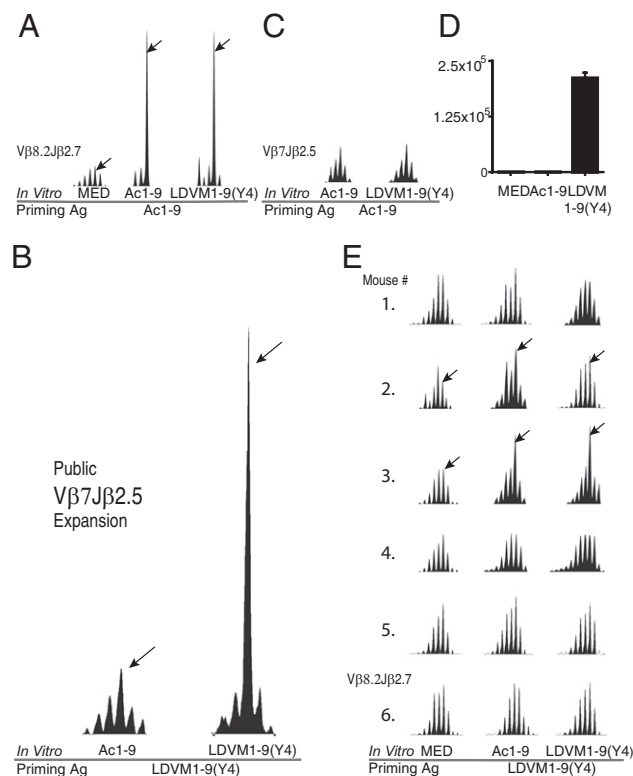 A
Vβ8.2Jβ2.7
In Vitro MED Ac1-9 LDVM1-9(Y4)
Priming Ag Ac1-9
C
Vβ7Jβ2.5
In Vitro Ac1-9 LDVM1-9(Y4)
Priming Ag Ac1-9
D
2.5x10⁵
1.25x10⁵
0
MED Ac1-9 LDVM
1-9(Y4)
B
Public
Vβ7Jβ2.5
Expansion
In Vitro Ac1-9 LDVM1-9(Y4)
Priming Ag LDVM1-9(Y4)
E
Mouse #
1.
2.
3.
4.
5.
Vβ8.2Jβ2.7
6.
In Vitro MED Ac1-9 LDVM1-9(Y4)
Priming Ag LDVM1-9(Y4)